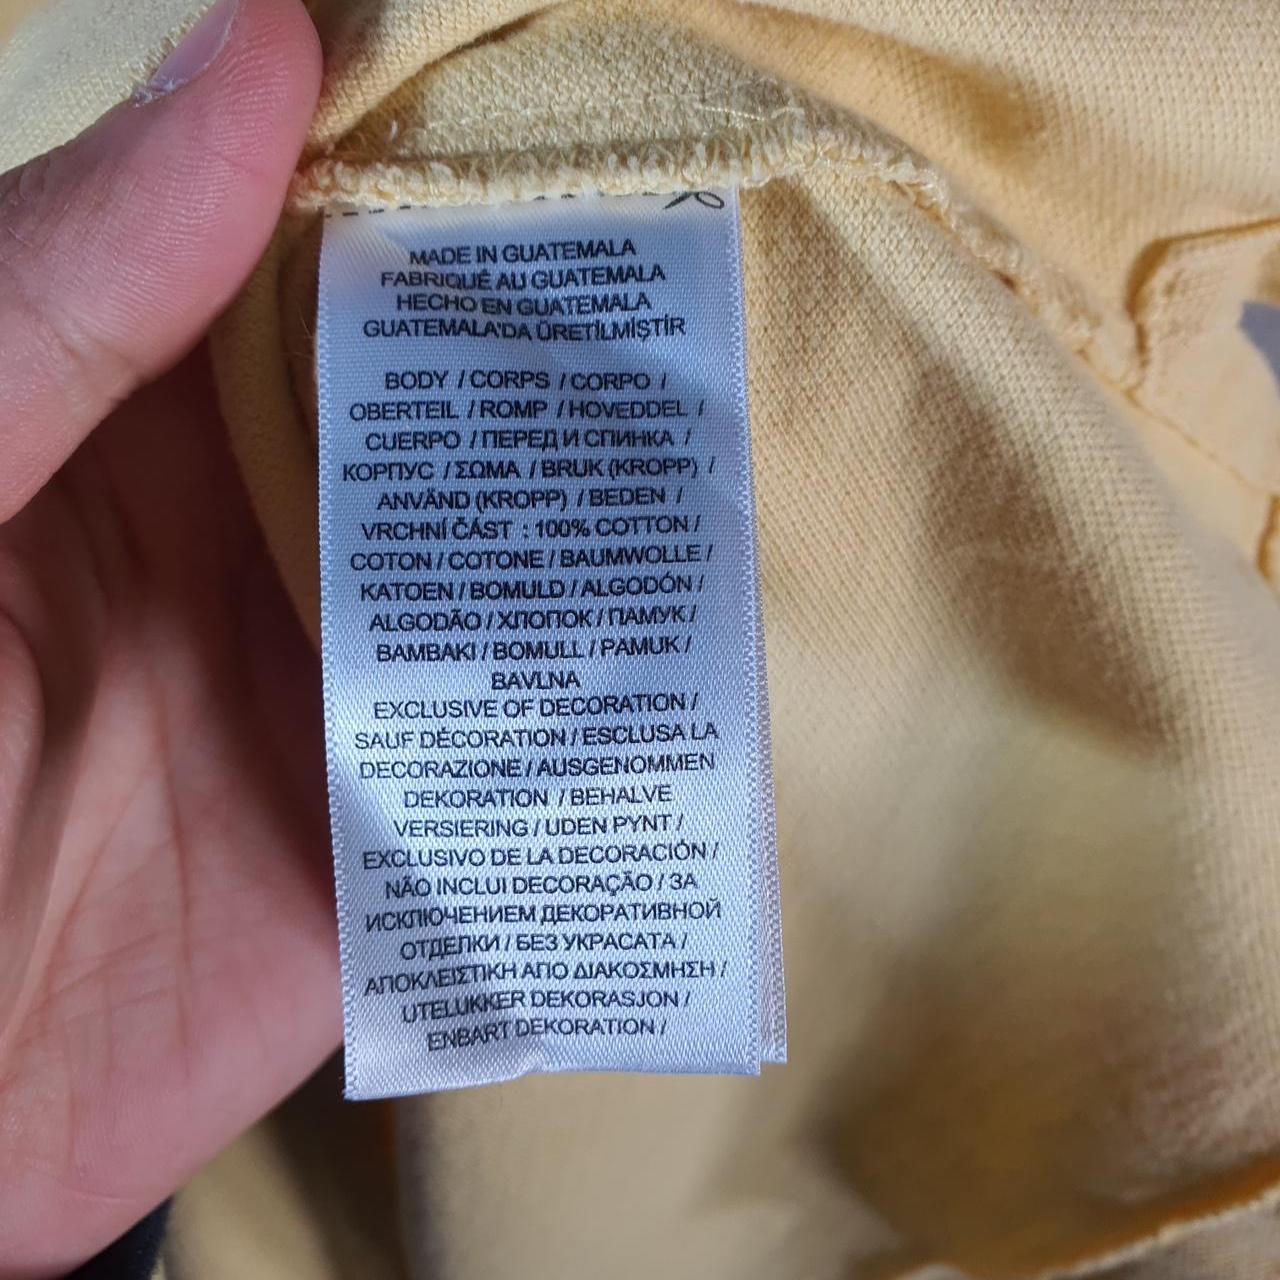 MADE IN GUATEMALA
FABRIQUÉ AU GUATEMALA
HECHO EN GUATEMALA
GUATEMALA'DA ÜRETİLMİŞTİR
BODY / CORPS / CORPO /
OBERTEIL / ROMP / HOVEDDEL /
CUERPO / ПЕРЕД И СПИНКА /
КОРПУС / ΣΩΜΑ / BRUK (KROPP) /
ANVÄND (KROPP) / BEDEN /
VRCHNÍ ČÁST : 100% COTTON /
COTON / COTONE / BAUMWOLLE /
KATOEN / BOMULD / ALGODÓN /
ALGODÃO / ХЛОПОК / ПАМУК /
BAMBAKI / BOMULL / PAMUK /
BAVLNA
EXCLUSIVE OF DECORATION /
SAUF DÉCORATION / ESCLUSA LA
DECORAZIONE / AUSGENOMMEN
DEKORATION / BEHALVE
VERSIERING / UDEN PYNT /
EXCLUSIVO DE LA DECORACIÓN /
NÃO INCLUI DECORAÇÃO / ЗА
ИСКЛЮЧЕНИЕМ ДЕКОРАТИВНОЙ
ОТДЕЛКИ / БЕЗ УКРАСАТА /
ΑΠΟΚΛΕΙΣΤΙΚΗ ΑΠΟ ΔΙΑΚΟΣΜΗΣΗ /
UTELUKKER DEKORASJON /
ENBART DEKORATION /